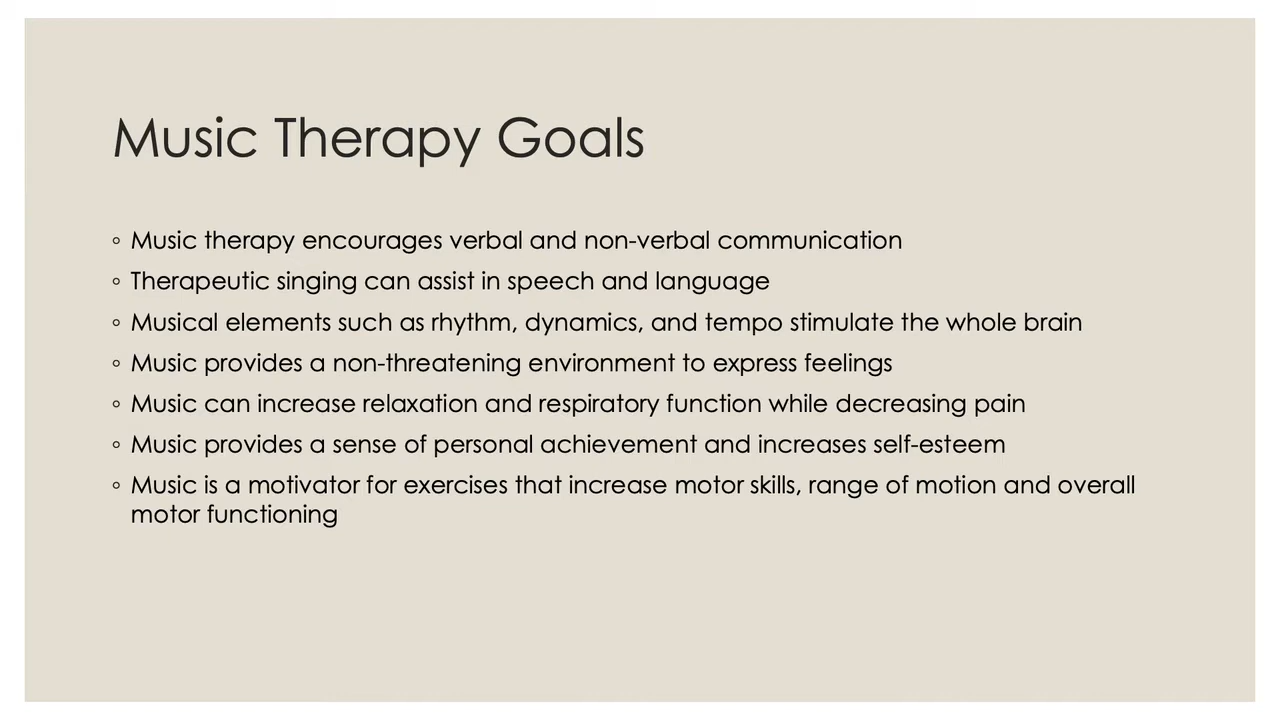 Music Therapy Goals
◦ Music therapy encourages verbal and non-verbal communication
◦ Therapeutic singing can assist in speech and language
◦ Musical elements such as rhythm, dynamics, and tempo stimulate the whole brain
◦ Music provides a non-threatening environment to express feelings
◦ Music can increase relaxation and respiratory function while decreasing pain
◦ Music provides a sense of personal achievement and increases self-esteem
◦ Music is a motivator for exercises that increase motor skills, range of motion and overall
motor functioning